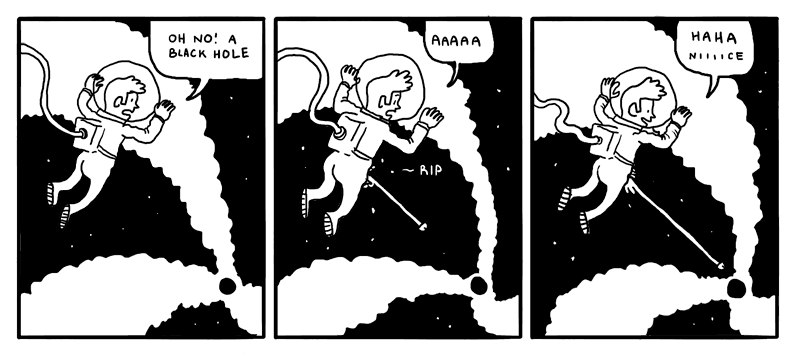 OH NO! A
BLACK HOLE
AAAAA
~ RIP
HAHA
NIIIICE